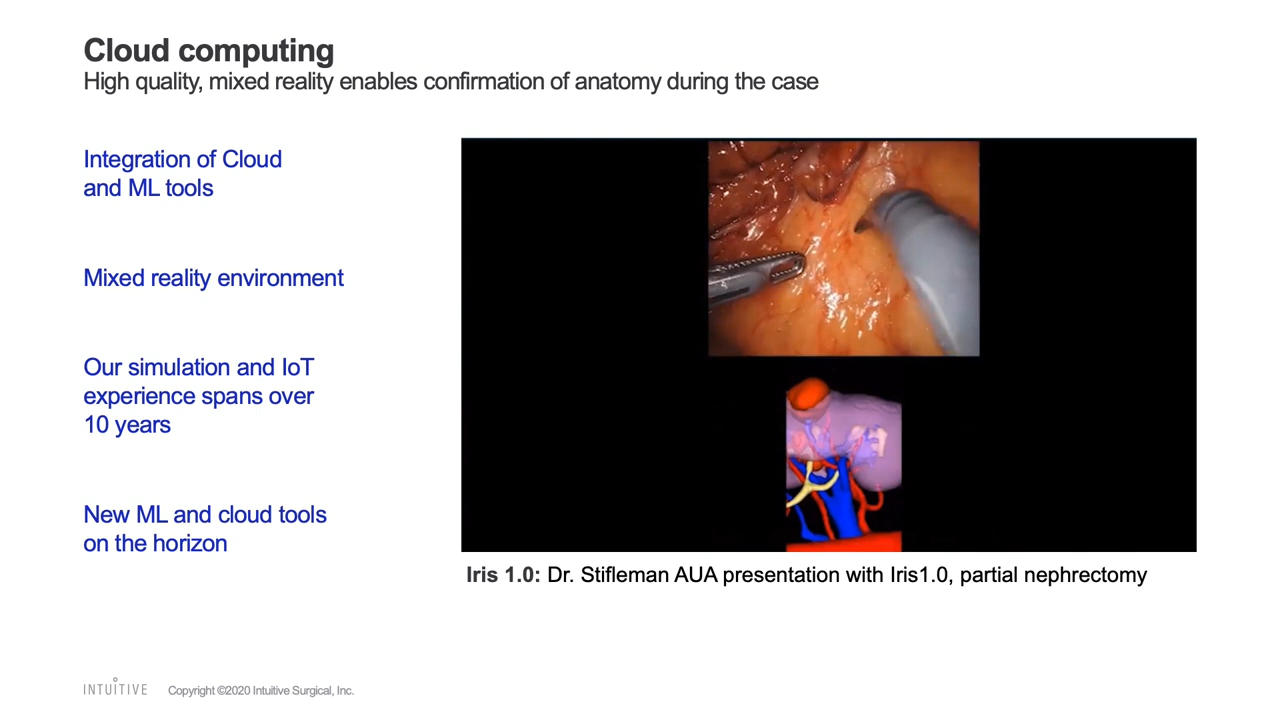 Cloud computing
High quality, mixed reality enables confirmation of anatomy during the case
Integration of Cloud
and ML tools
Mixed reality environment
Our simulation and IoT
experience spans over
10 years
New ML and cloud tools
on the horizon
Iris 1.0: Dr. Stifleman AUA presentation with Iris1.0, partial nephrectomy
INTUITIVE Copyright ©2020 Intuitive Surgical, Inc.